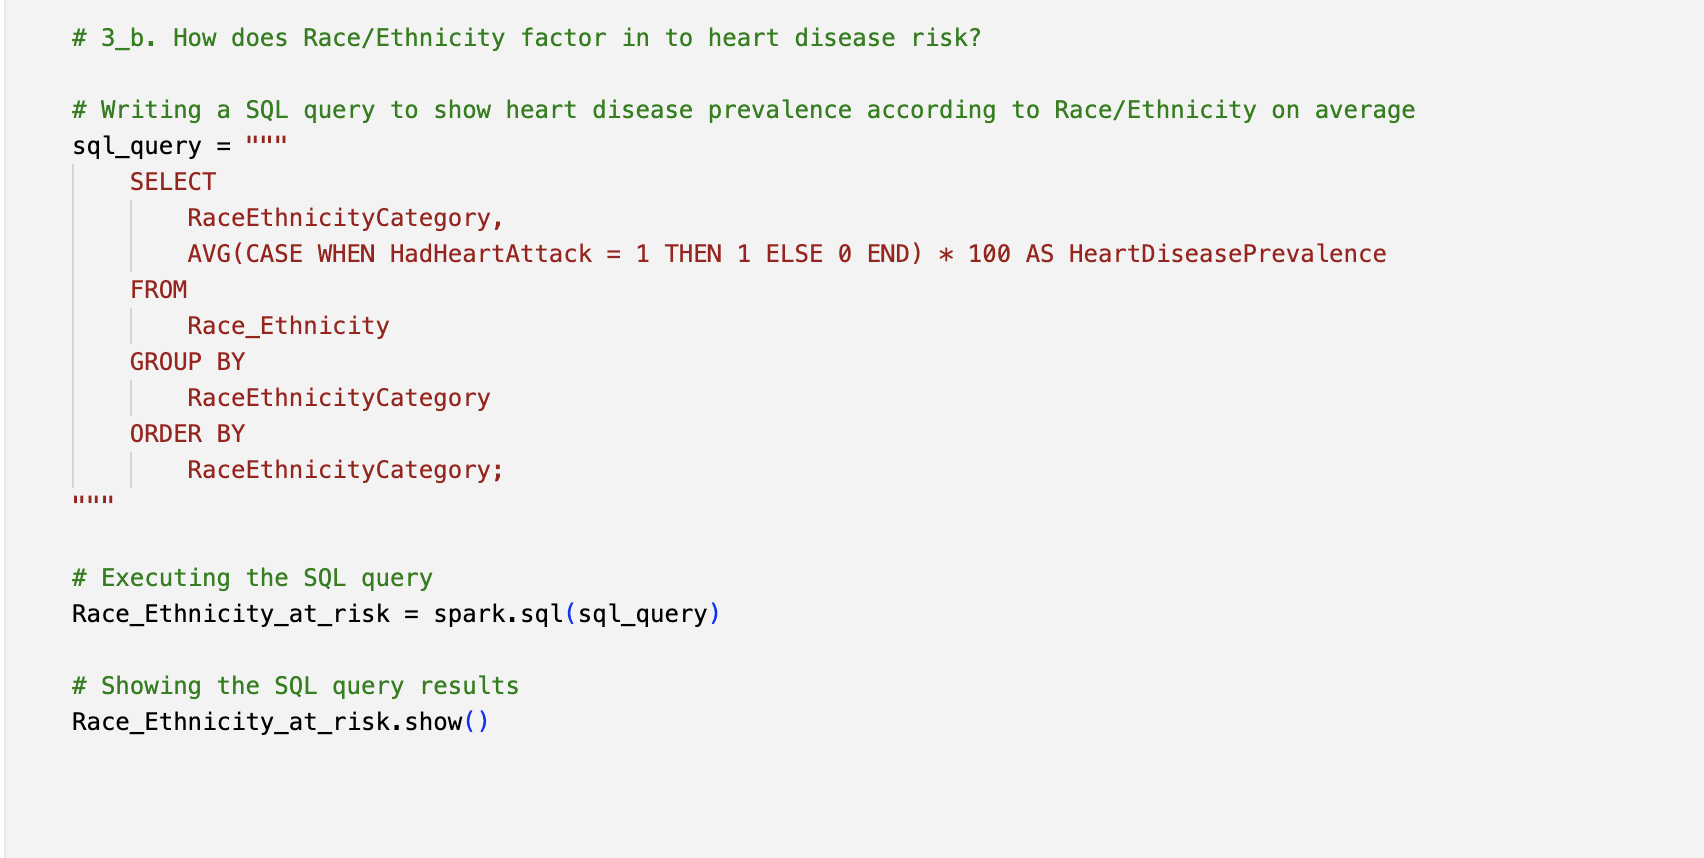 # 3_b. How does Race/Ethnicity factor in to heart disease risk?
# Writing a SQL query to show heart disease prevalence according to Race/Ethnicity on average
sql_query = """
SELECT
RaceEthnicityCategory,
AVG(CASE WHEN HadHeartAttack = 1 THEN 1 ELSE 0 END) * 100 AS HeartDiseasePrevalence
FROM
Race_Ethnicity
GROUP BY
RaceEthnicityCategory
ORDER BY
RaceEthnicityCategory;
"""
# Executing the SQL query
Race_Ethnicity_at_risk = spark.sql(sql_query)
# Showing the SQL query results
Race_Ethnicity_at_risk.show()